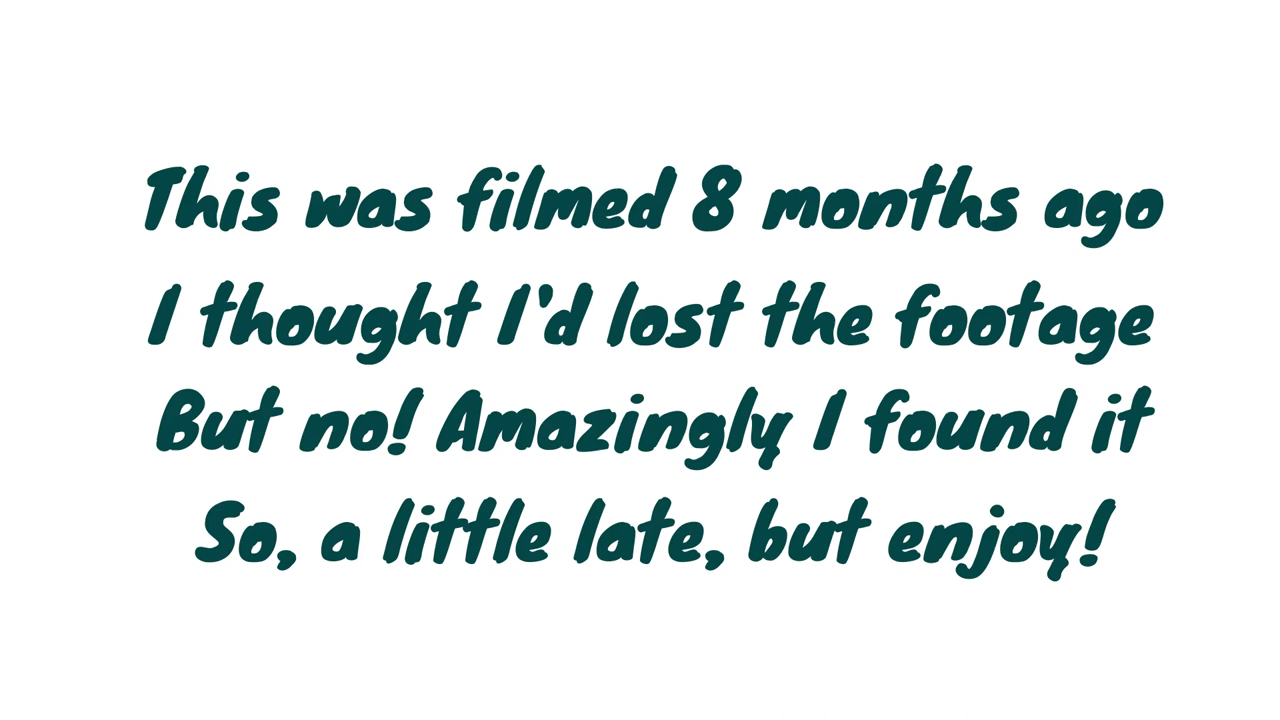 This was filmed 8 months ago
I thought I'd lost the footage
But no! Amazingly I found it
So, a little late, but enjoy!